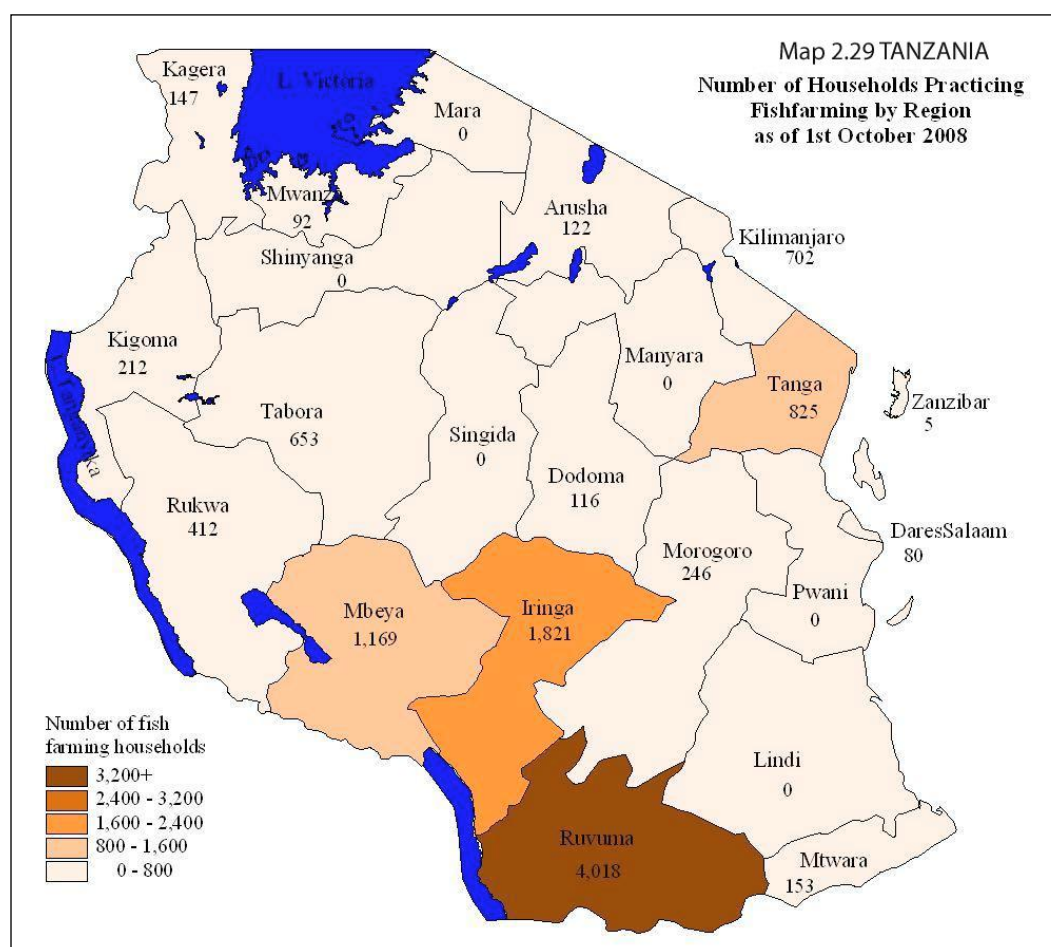 Map 2.29 TANZANIA
Number of Households Practicing
Fishfarming by Region
as of 1st October 2008
Kagera
147
L. Victoria
Mara
0
Mwanza
92
Arusha
122
Kilimanjaro
702
Shinyanga
0
Kigoma
212
Manyara
0
Tanga
825
Zanzibar
5
L. Tanganyika
Tabora
653
Singida
0
Dodoma
116
Rukwa
412
DaresSalaam
80
Morogoro
246
Pwani
0
Mbeya
1,169
Iringa
1,821
Number of fish
farming households
3,200+
2,400 - 3,200
1,600 - 2,400
800 - 1,600
0 - 800
Lindi
0
Ruvuma
4,018
Mtwara
153